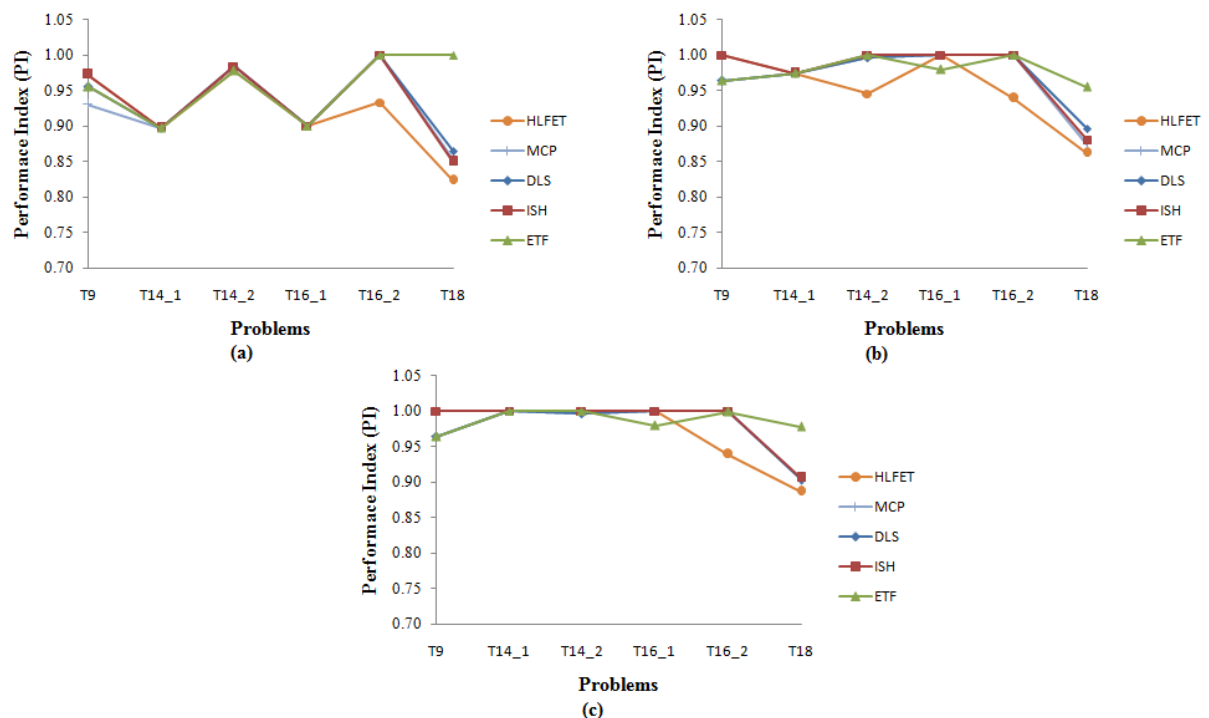 Performace Index (PI)
1.05
1.00
0.95
0.90
0.85
0.80
0.75
0.70
T9 T14_1 T14_2 T16_1 T16_2 T18
Problems
(a)
HLFET
MCP
DLS
ISH
ETF
Performace Index (PI)
1.05
1.00
0.95
0.90
0.85
0.80
0.75
0.70
T9 T14_1 T14_2 T16_1 T16_2 T18
Problems
(b)
HLFET
MCP
DLS
ISH
ETF
Performace Index (PI)
1.05
1.00
0.95
0.90
0.85
0.80
0.75
0.70
T9 T14_1 T14_2 T16_1 T16_2 T18
Problems
(c)
HLFET
MCP
DLS
ISH
ETF